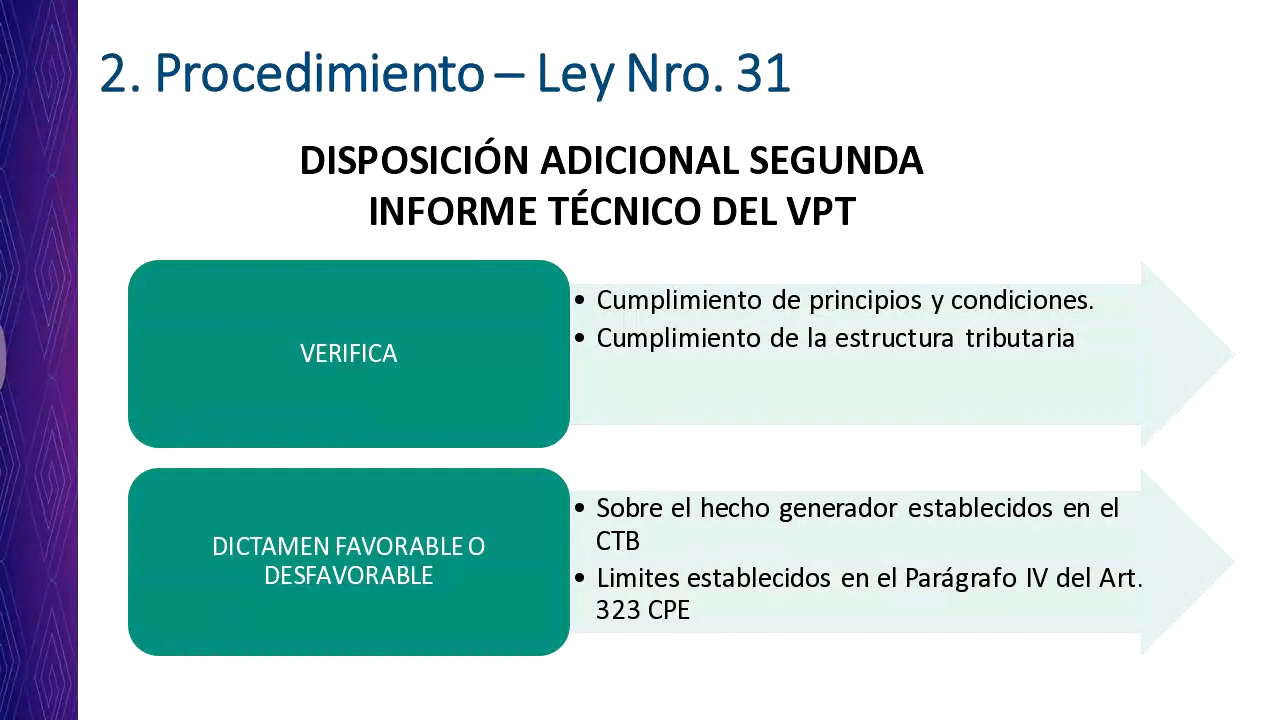 2. Procedimiento – Ley Nro. 31
DISPOSICIÓN ADICIONAL SEGUNDA
INFORME TÉCNICO DEL VPT
VERIFICA
• Cumplimiento de principios y condiciones.
• Cumplimiento de la estructura tributaria
DICTAMEN FAVORABLE O
DESFAVORABLE
• Sobre el hecho generador establecidos en el
CTB
• Limites establecidos en el Parágrafo IV del Art.
323 CPE